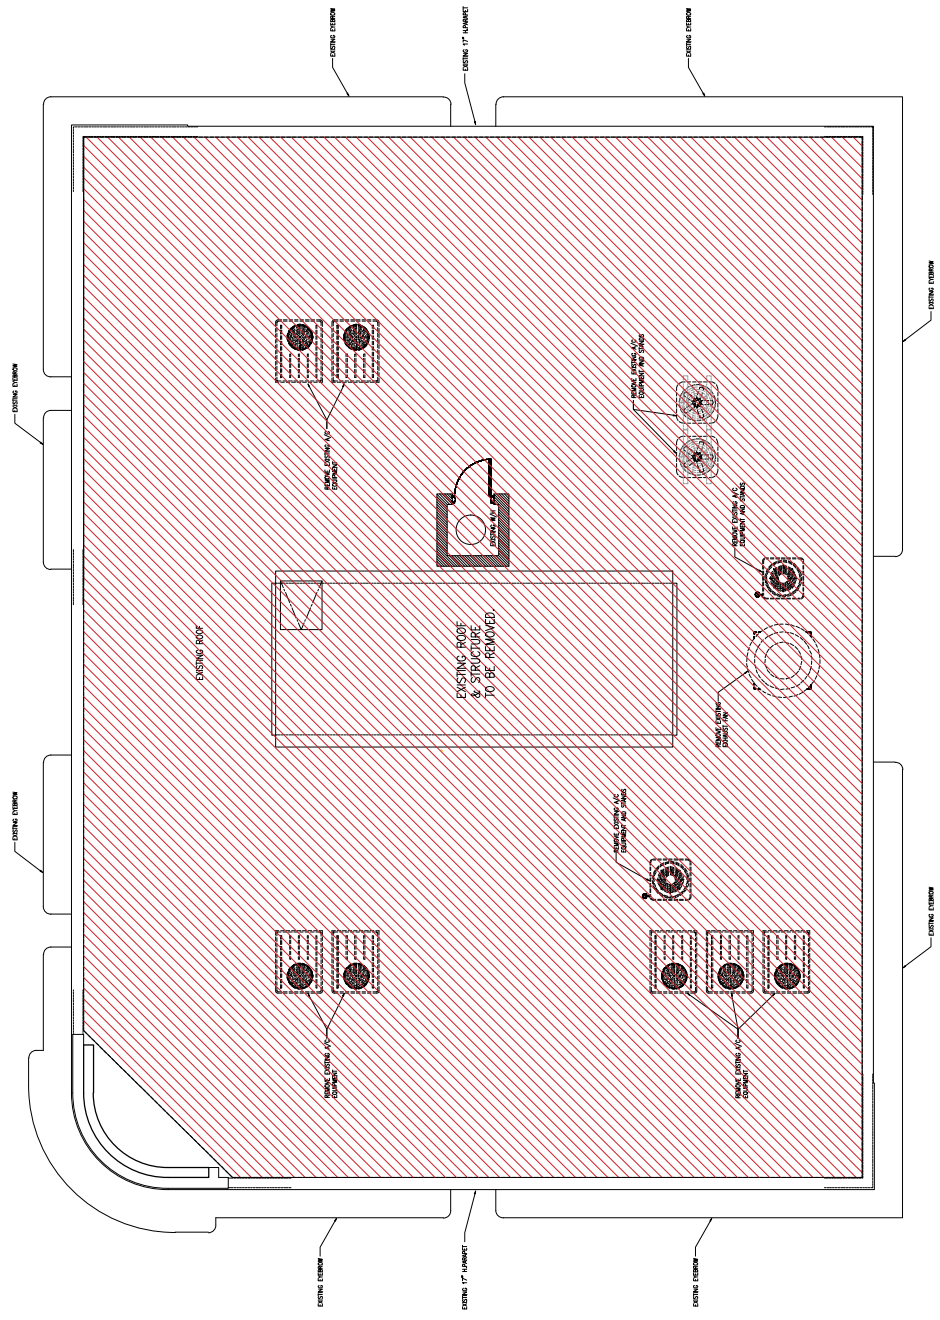 EXISTING EYEBROW
EXISTING 17" H.PARAPET
EXISTING EYEBROW
EXISTING EYEBROW
EXISTING EYEBROW
REMOVE EXISTING A/C
EQUIPMENT AND STANDS
REMOVE EXISTING A/C
EQUIPMENT
REMOVE EXISTING A/C
EQUIPMENT AND STANDS
EXISTING W/H
EXISTING ROOF
EXISTING ROOF
& STRUCTURE
TO BE REMOVED.
REMOVE EXISTING
EXHAUST FAN
EXISTING EYEBROW
REMOVE EXISTING A/C
EQUIPMENT AND STANDS
EXISTING EYEBROW
REMOVE EXISTING A/C
EQUIPMENT
REMOVE EXISTING A/C
EQUIPMENT
EXISTING EYEBROW
EXISTING 17" H.PARAPET
EXISTING EYEBROW